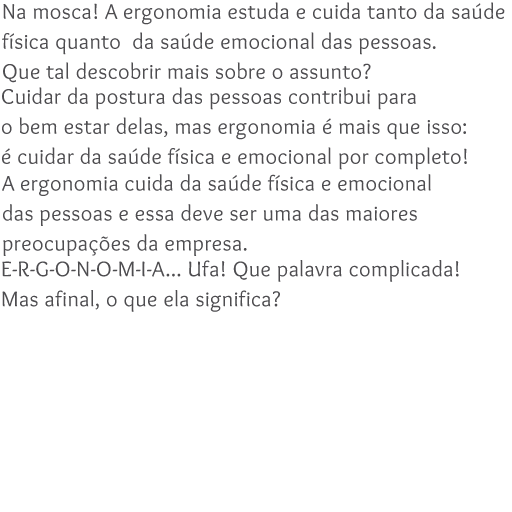 Na mosca! A ergonomia estuda e cuida tanto da saúde
física quanto  da saúde emocional das pessoas.
Que tal descobrir mais sobre o assunto?
Cuidar da postura das pessoas contribui para
o bem estar delas, mas ergonomia é mais que isso:
é cuidar da saúde física e emocional por completo!
A ergonomia cuida da saúde física e emocional
das pessoas e essa deve ser uma das maiores
preocupações da empresa.
E-R-G-O-N-O-M-I-A... Ufa! Que palavra complicada!
Mas afinal, o que ela significa?